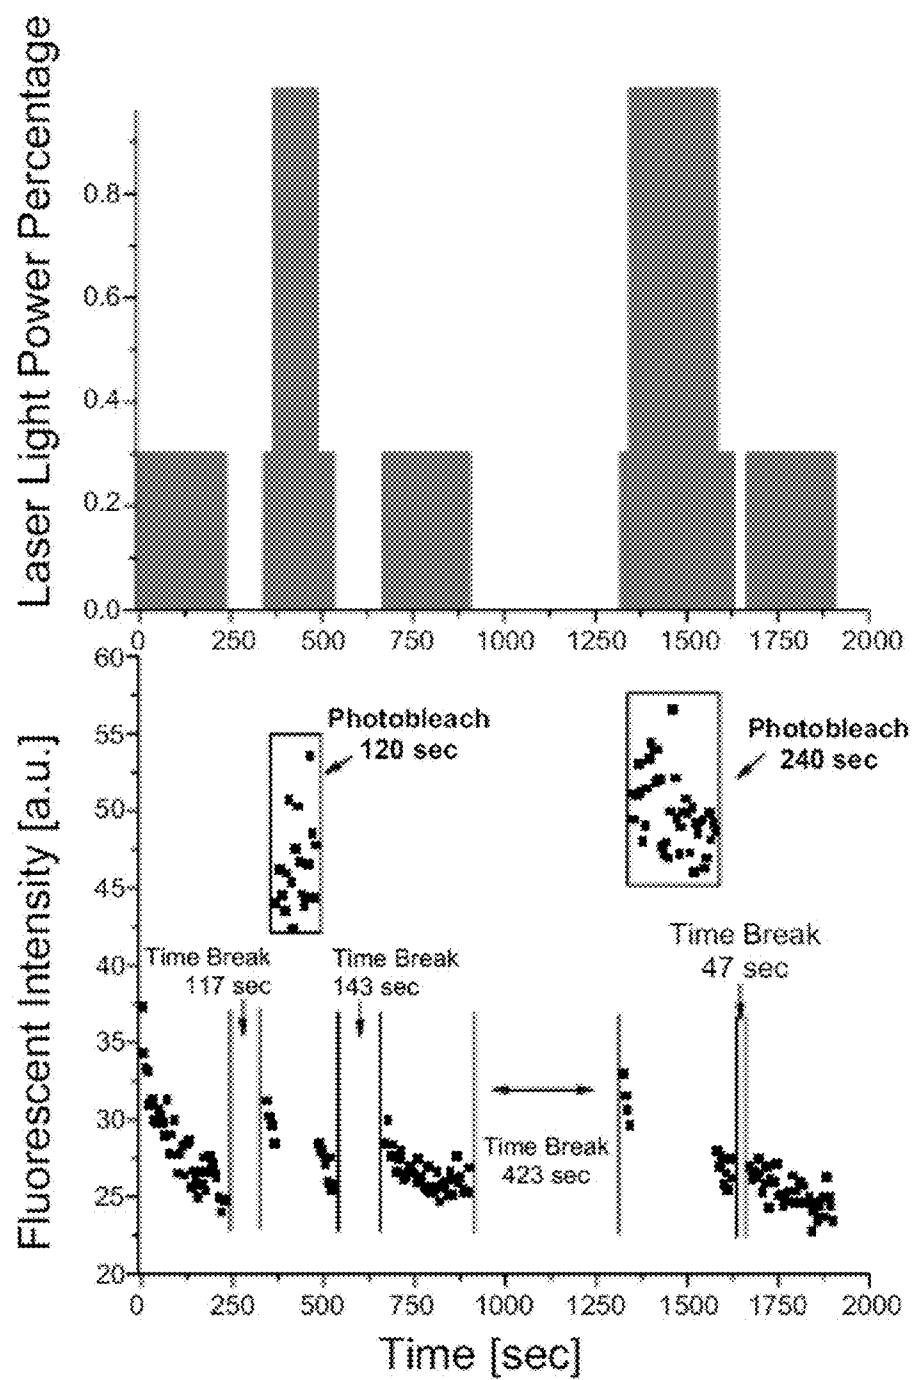 Laser Light Power Percentage
0.8
0.6
0.4
0.2
0.0
0 250 500 750 1000 1250 1500 1750 2000
Fluorescent Intensity [a.u.]
60
55
50
45
40
35
30
25
20
Photobleach
120 sec
Photobleach
240 sec
Time Break
117 sec
Time Break
143 sec
Time Break
423 sec
Time Break
47 sec
0 250 500 750 1000 1250 1500 1750 2000
Time [sec]